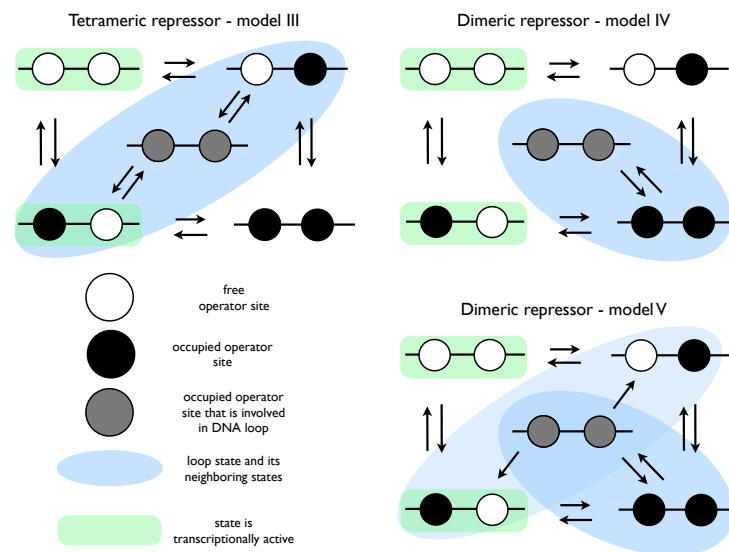 Tetrameric repressor - model III
Dimeric repressor - model IV
free
operator site
occupied operator
site
occupied operator
site that is involved
in DNA loop
loop state and its
neighboring states
state is
transcriptionally active
Dimeric repressor - model V